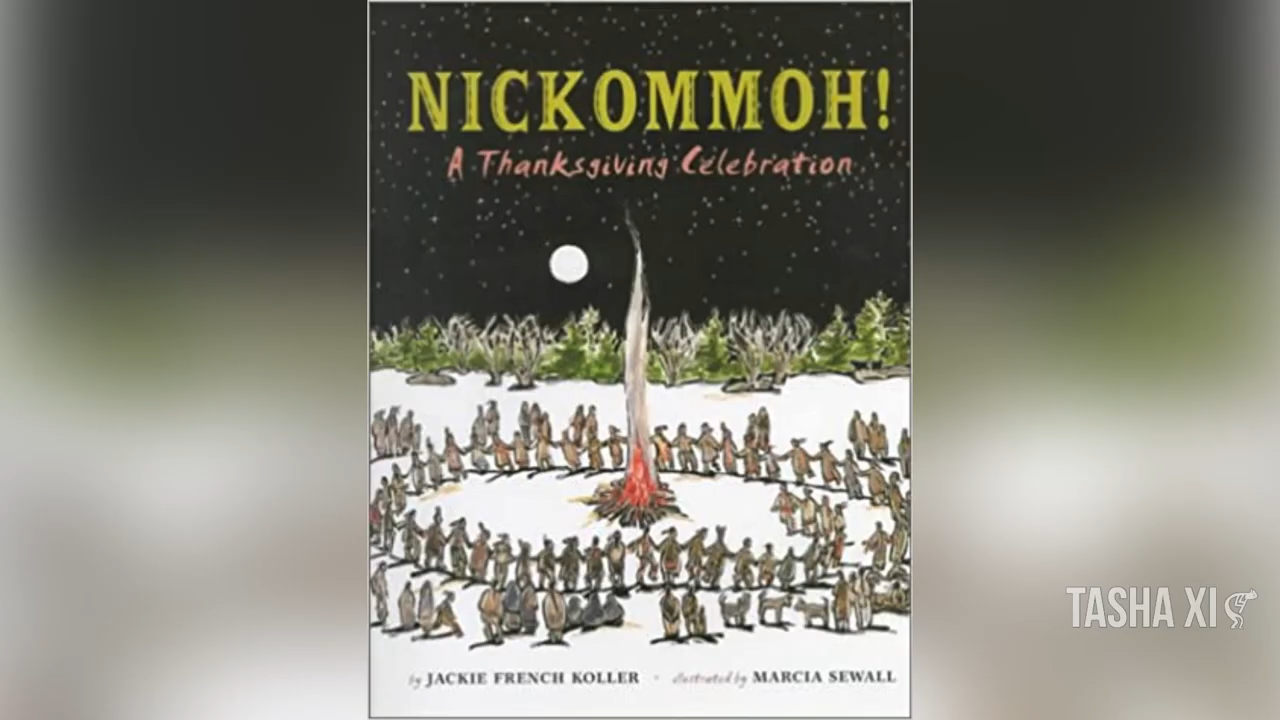 NICKOMMOH!
A Thanksgiving Celebration
by JACKIE FRENCH KOLLER • illustrated by MARCIA SEWALL
TASHA XI